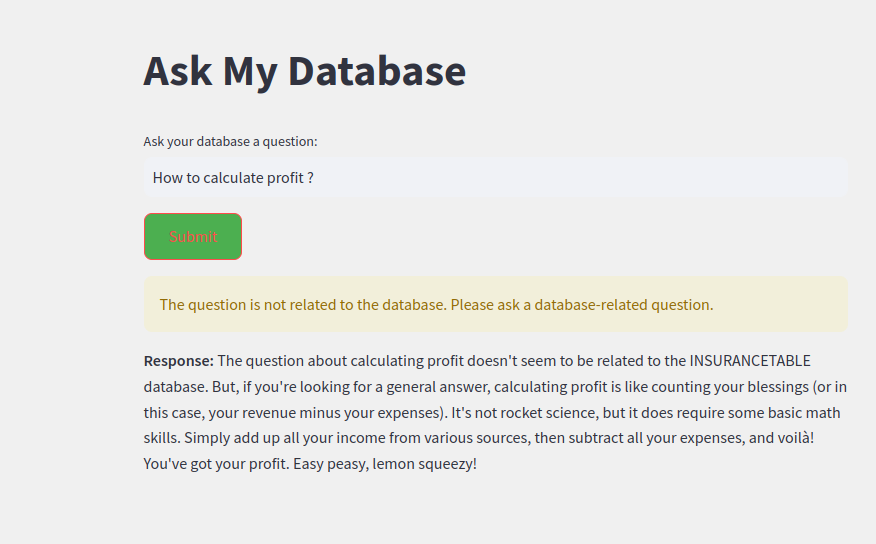 Ask My Database
Ask your database a question:
How to calculate profit ?
Submit
The question is not related to the database. Please ask a database-related question.
Response: The question about calculating profit doesn't seem to be related to the INSURANCETABLE
database. But, if you're looking for a general answer, calculating profit is like counting your blessings (or in
this case, your revenue minus your expenses). It's not rocket science, but it does require some basic math
skills. Simply add up all your income from various sources, then subtract all your expenses, and voilà!
You've got your profit. Easy peasy, lemon squeezy!